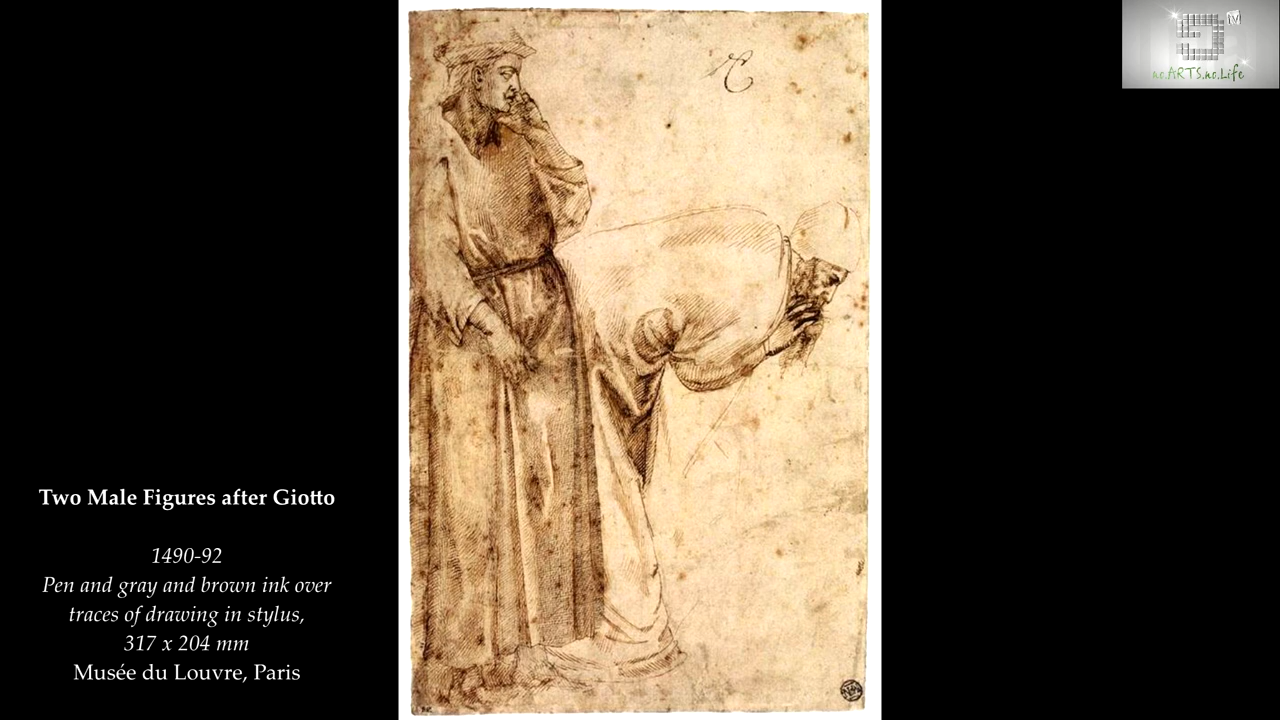 no.ARTS.no.Life
Two Male Figures after Giotto
1490-92
Pen and gray and brown ink over
traces of drawing in stylus,
317 x 204 mm
Musée du Louvre, Paris